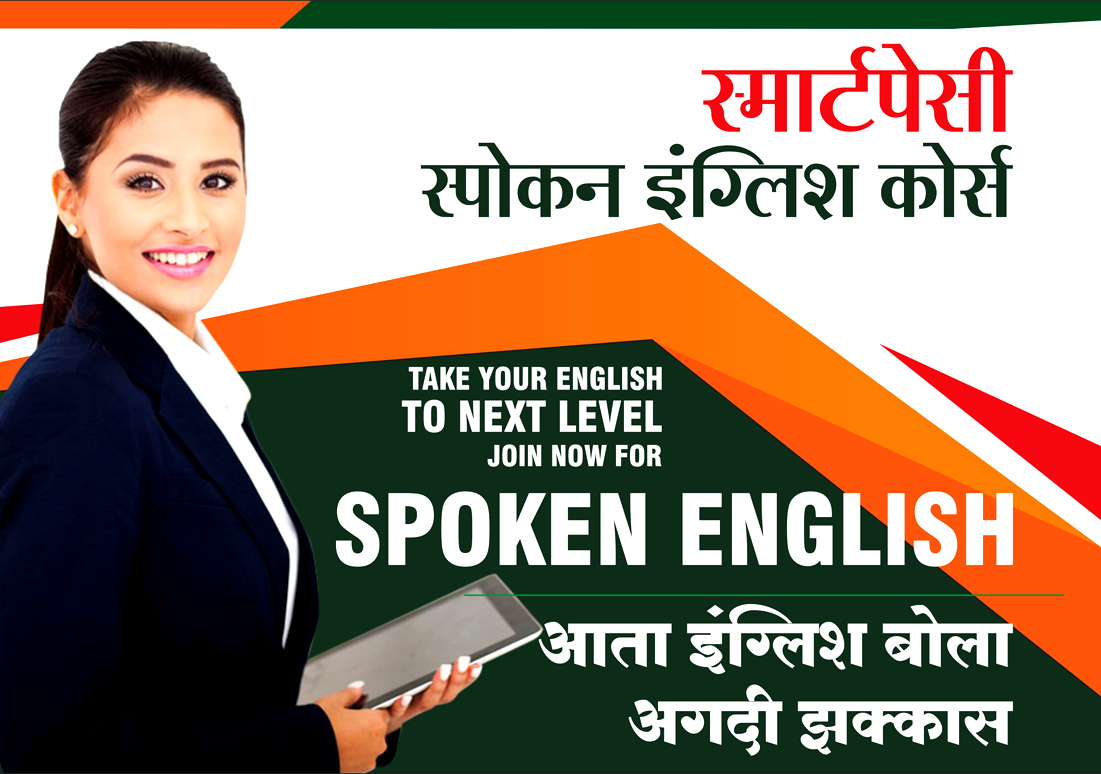 स्मार्टपेसी
स्पोकन इंग्लिश कोर्स
TAKE YOUR ENGLISH
TO NEXT LEVEL
JOIN NOW FOR
SPOKEN ENGLISH
आता इंग्लिश बोला
अगदी झक्कास